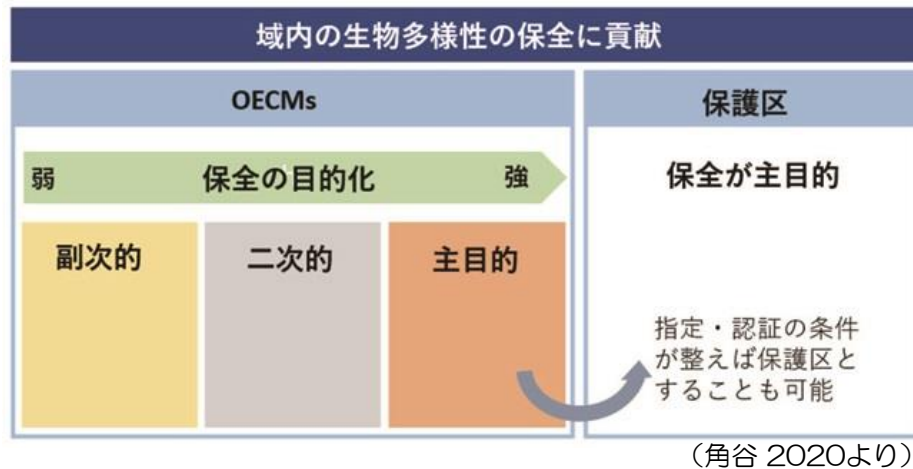 域内の生物多様性の保全に貢献
OECMs
保護区
弱 保全の目的化 強
保全が主目的
副次的
二次的
主目的
指定・認証の条件
が整えば保護区と
することも可能
（角谷 2020より）